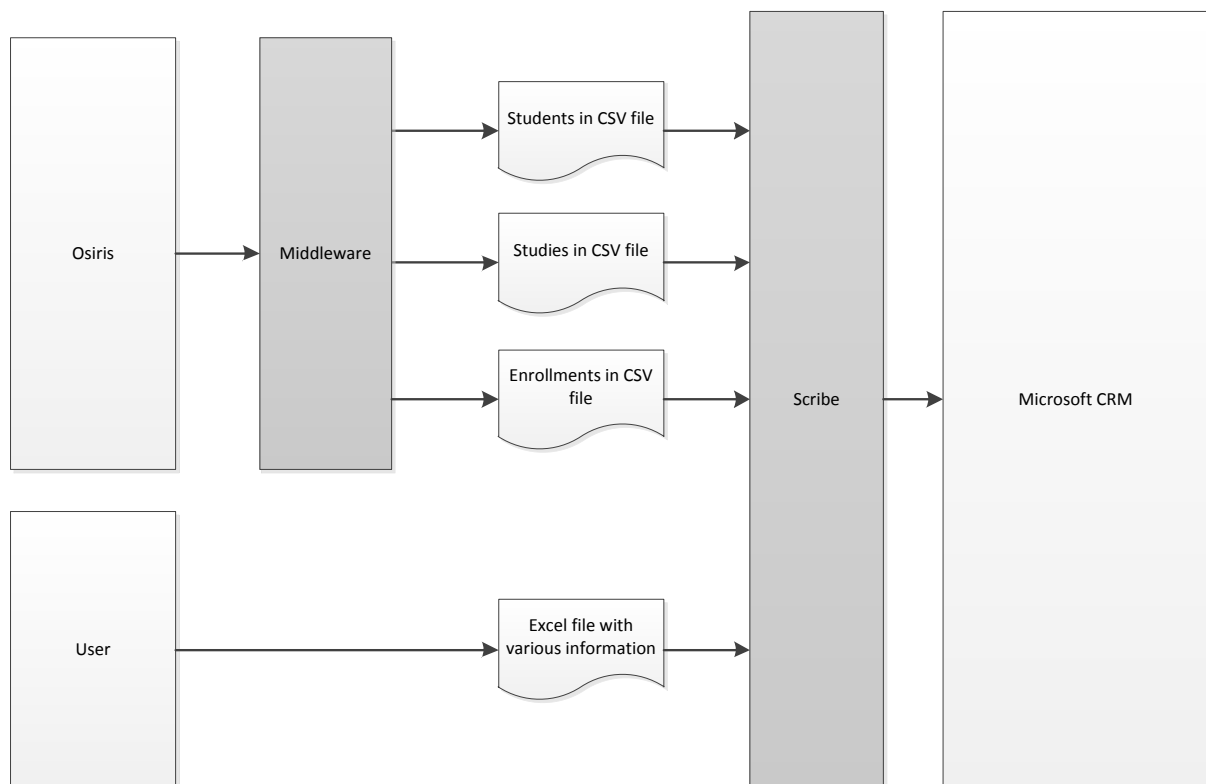 Students in CSV file
Osiris
Middleware
Studies in CSV file
Enrollments in CSV
file
Scribe
Microsoft CRM
User
Excel file with
various information